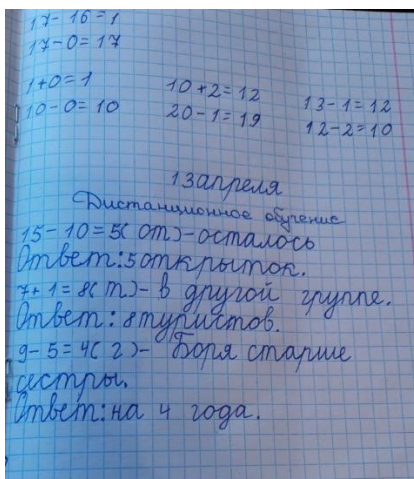 17-16=1
17-0=17
1+0=1 10+2=12 13-1=12
10-0=10 20-1=19 12-2=10
13 апреля
Дистанционное обучение
15-10=5(от)-осталось
Ответ:5 открыток.
7+1=8(т)-в другой группе.
Ответ: 8 туристов.
9-5=4(г)- Боря старше
сестры.
Ответ:на 4 года.